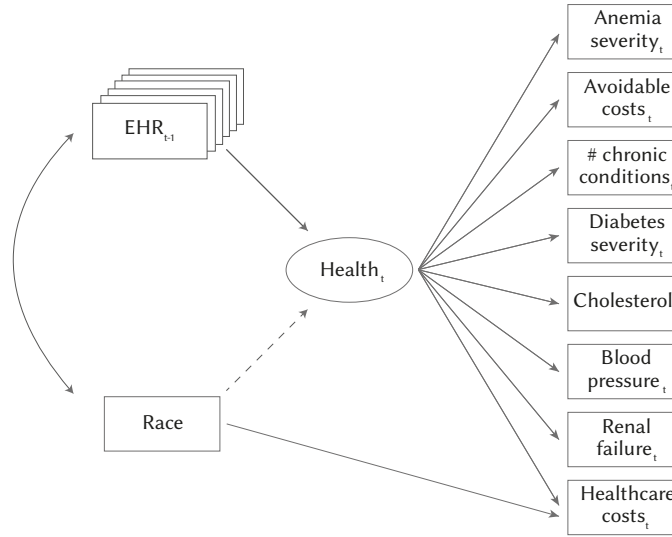 Anemia
severity t
EHR t-1
Avoidable
costs t
# chronic
conditions t
Diabetes
severity t
Health t
Cholesterol
Blood
pressure t
Race
Renal
failure t
Healthcare
costs t